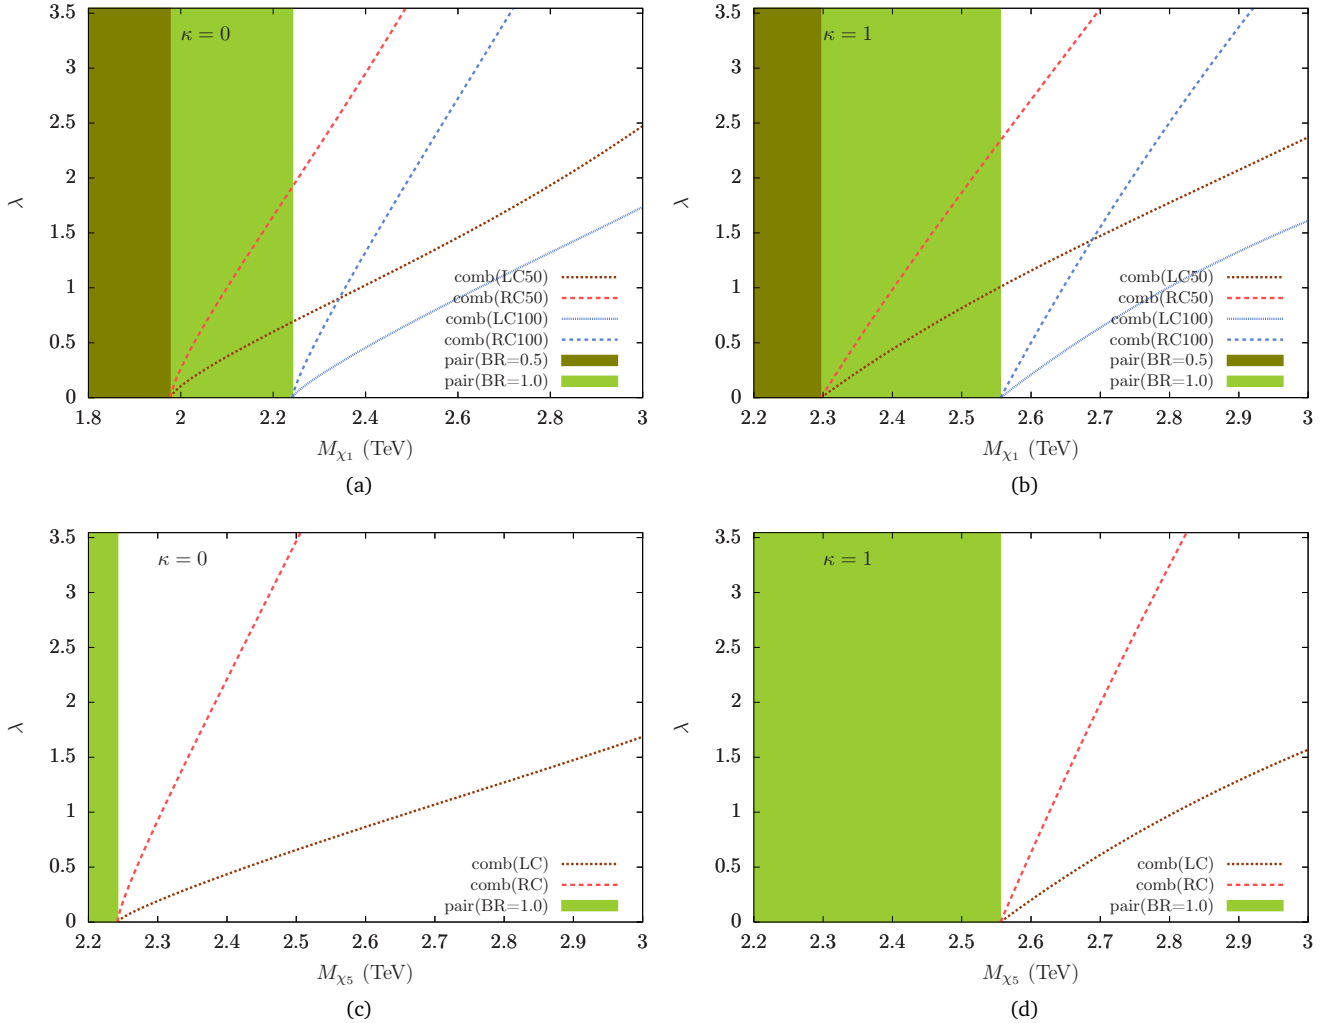 κ = 0
3.5
3
2.5
2
1.5
1
0.5
0
λ
comb(LC50)
comb(RC50)
comb(LC100)
comb(RC100)
pair(BR=0.5)
pair(BR=1.0)
1.8 2 2.2 2.4 2.6 2.8 3
M_χ₁ (TeV)
(a)
κ = 1
3.5
3
2.5
2
1.5
1
0.5
0
λ
comb(LC50)
comb(RC50)
comb(LC100)
comb(RC100)
pair(BR=0.5)
pair(BR=1.0)
2.2 2.3 2.4 2.5 2.6 2.7 2.8 2.9 3
M_χ₁ (TeV)
(b)
κ = 0
3.5
3
2.5
2
1.5
1
0.5
0
λ
comb(LC)
comb(RC)
pair(BR=1.0)
2.2 2.3 2.4 2.5 2.6 2.7 2.8 2.9 3
M_χ₅ (TeV)
(c)
κ = 1
3.5
3
2.5
2
1.5
1
0.5
0
λ
comb(LC)
comb(RC)
pair(BR=1.0)
2.2 2.3 2.4 2.5 2.6 2.7 2.8 2.9 3
M_χ₅ (TeV)
(d)